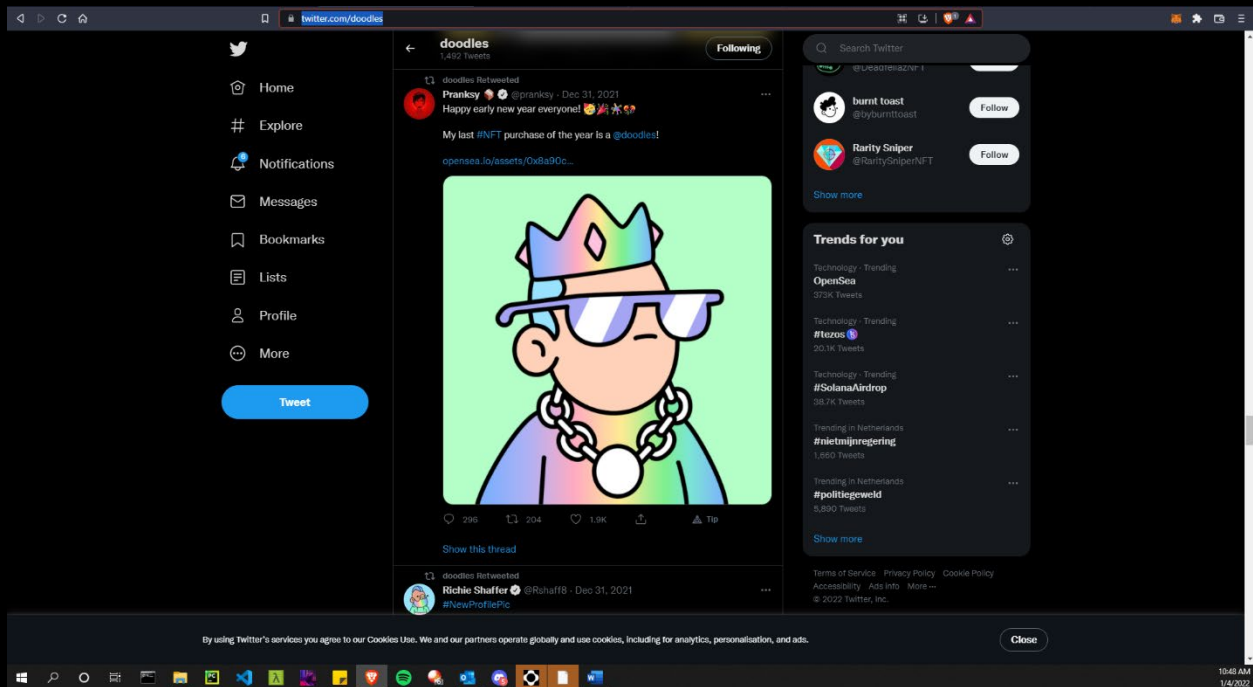 twitter.com/doodles
doodles
1,492 Tweets
Following
Home
Explore
6
Notifications
Messages
Bookmarks
Lists
Profile
More
Tweet
doodles Retweeted
Pranksy @pranksy · Dec 31, 2021
Happy early new year everyone!
My last #NFT purchase of the year is a @doodles!
opensea.io/assets/0x8a90c...
296 204 1.9K Tip
Show this thread
doodles Retweeted
Richie Shaffer @Rshaff8 · Dec 31, 2021
#NewProfilePic
Search Twitter
@DeadfellazNFT
burnt toast
@byburnttoast
Follow
Rarity Sniper
@RaritySniperNFT
Follow
Show more
Trends for you
Technology · Trending
OpenSea
373K Tweets
Technology · Trending
#tezos
20.1K Tweets
Technology · Trending
#SolanaAirdrop
38.7K Tweets
Trending in Netherlands
#nietmijnregering
1,660 Tweets
Trending in Netherlands
#politiegeweld
5,890 Tweets
Show more
Terms of Service Privacy Policy Cookie Policy
Accessibility Ads info More ...
© 2022 Twitter, Inc.
By using Twitter's services you agree to our Cookies Use. We and our partners operate globally and use cookies, including for analytics, personalisation, and ads.
Close
10:48 AM
1/4/2022